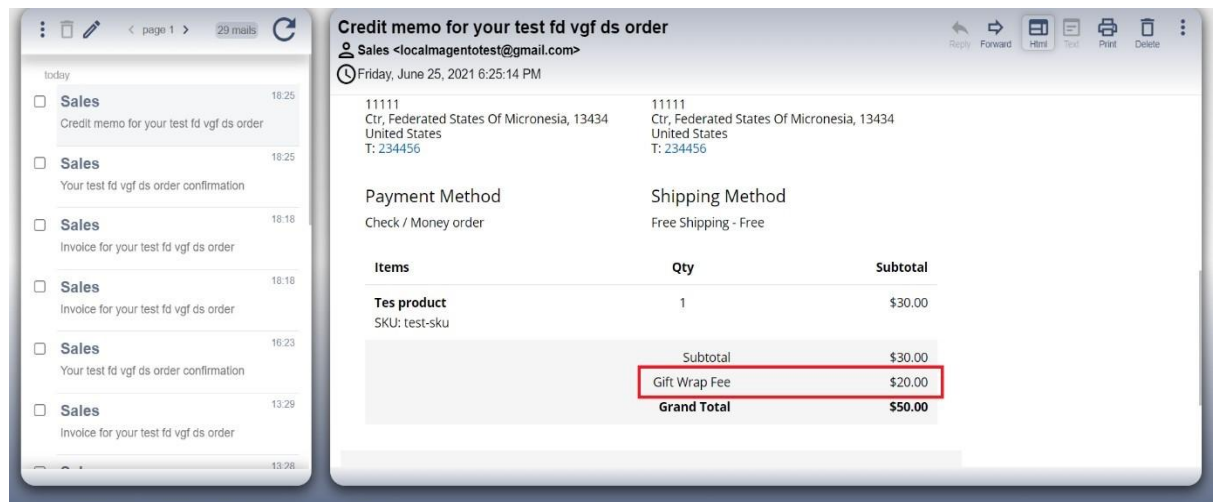 page 1
29 mails
today
Sales
18:25
Credit memo for your test fd vgf ds order
Sales
18:25
Your test fd vgf ds order confirmation
Sales
18:18
Invoice for your test fd vgf ds order
Sales
18:18
Invoice for your test fd vgf ds order
Sales
16:23
Your test fd vgf ds order confirmation
Sales
13:29
Invoice for your test fd vgf ds order
13:28
Credit memo for your test fd vgf ds order
Sales <localmagentotest@gmail.com>
Friday, June 25, 2021 6:25:14 PM
Reply Forward Html Text Print Delete
11111 11111
Ctr, Federated States Of Micronesia, 13434 Ctr, Federated States Of Micronesia, 13434
United States United States
T: 234456 T: 234456
Payment Method Shipping Method
Check / Money order Free Shipping - Free
Items Qty Subtotal
Tes product 1 $30.00
SKU: test-sku
Subtotal $30.00
Gift Wrap Fee $20.00
Grand Total $50.00